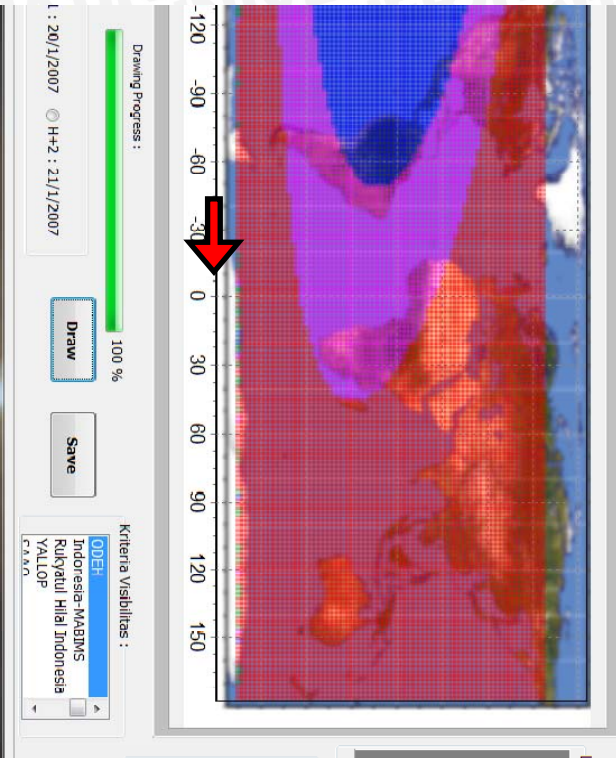 -120 -90 -60 -30 0 30 60 90 120 150
Drawing Progress :
100 %
: 20/1/2007 H+2 : 21/1/2007
Draw
Save
Kriteria Visibilitas :
ODEH
Indonesia-MABIMS
Rukyatul Hilal Indonesia
YALLOP